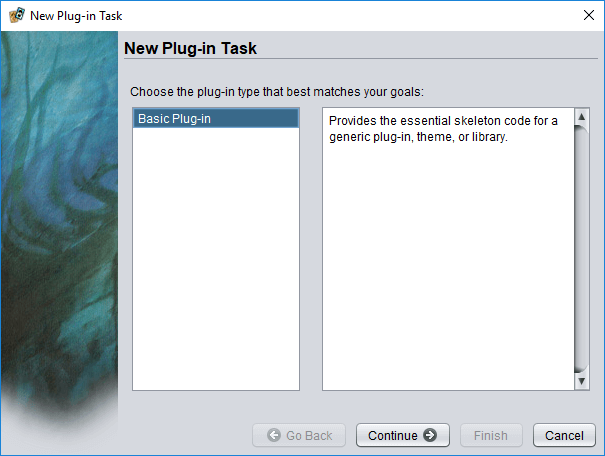 New Plug-in Task
New Plug-in Task
Choose the plug-in type that best matches your goals:
Basic Plug-in
Provides the essential skeleton code for a
generic plug-in, theme, or library.
Go Back
Continue
Finish
Cancel